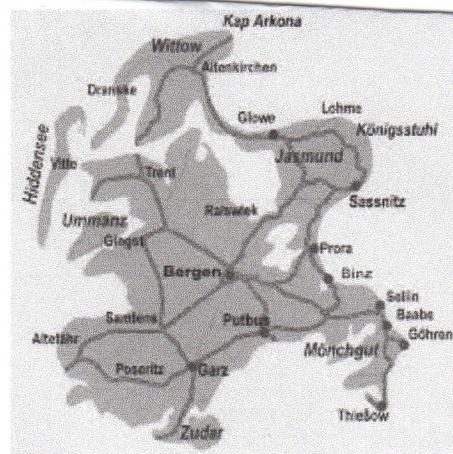 Kap Arkona
Wittow
Altenkirchen
Dranske
Glowe
Lohme
Königsstuhl
Hiddensee
Vitte
Trent
Jasmund
Ralswiek
Sassnitz
Ummanz
Gingst
Prora
Bergen
Binz
Sellin
Samtens
Putbus
Baabe
Göhren
Altefähr
Mönchgut
Poseritz
Garz
Thießow
Zudar